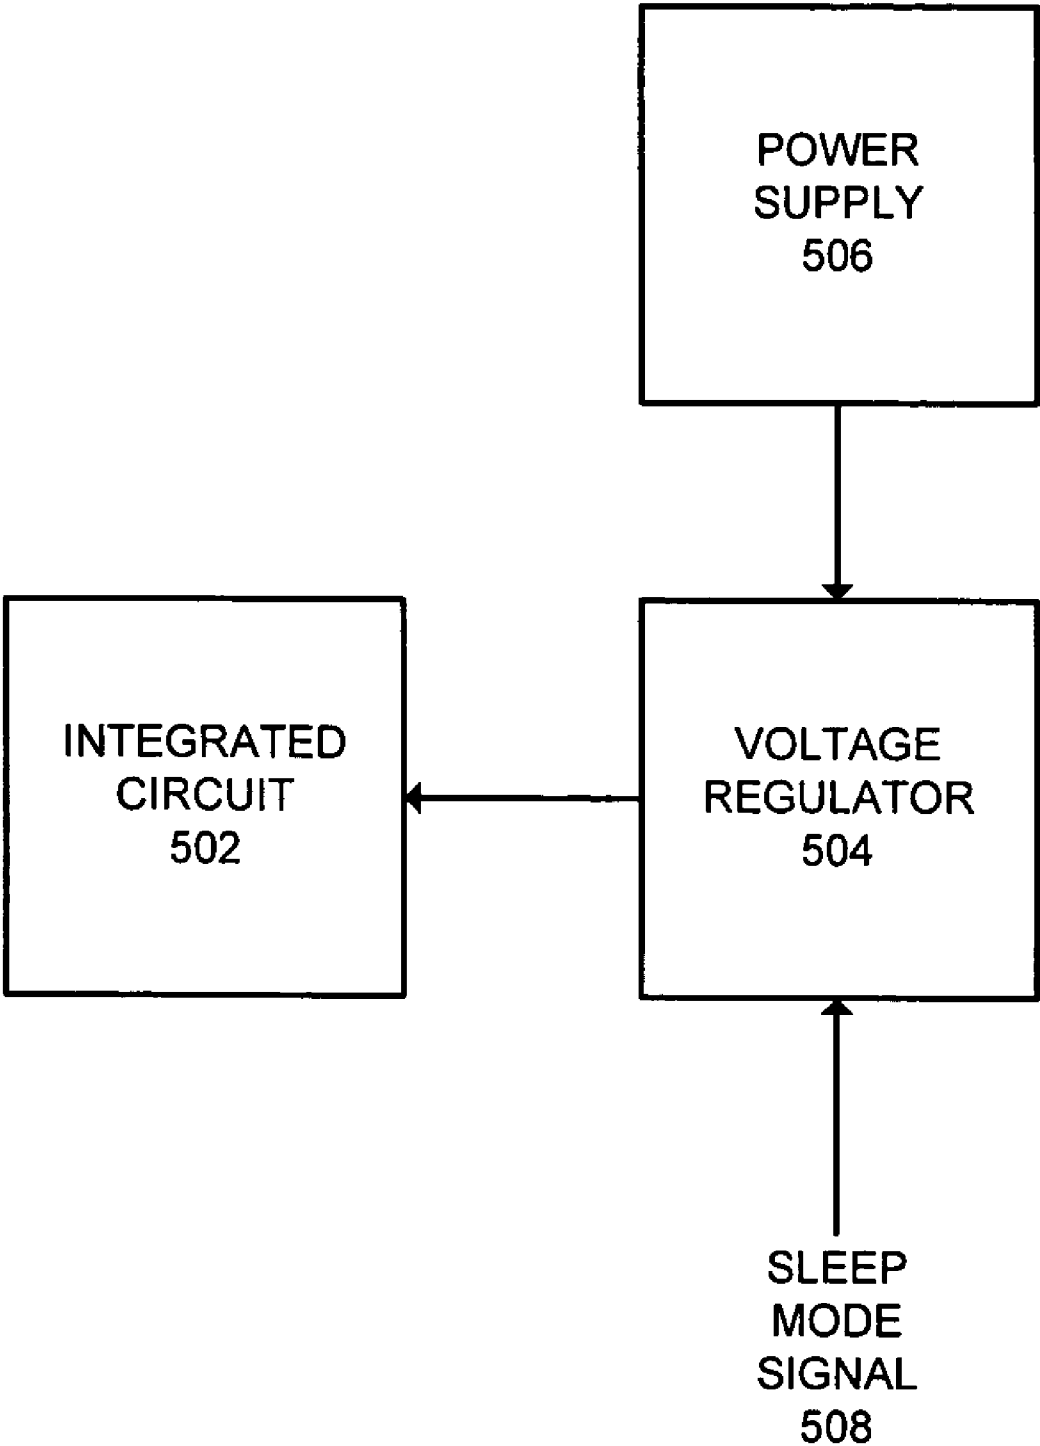 POWER
SUPPLY
506
INTEGRATED
CIRCUIT
502
VOLTAGE
REGULATOR
504
SLEEP
MODE
SIGNAL
508